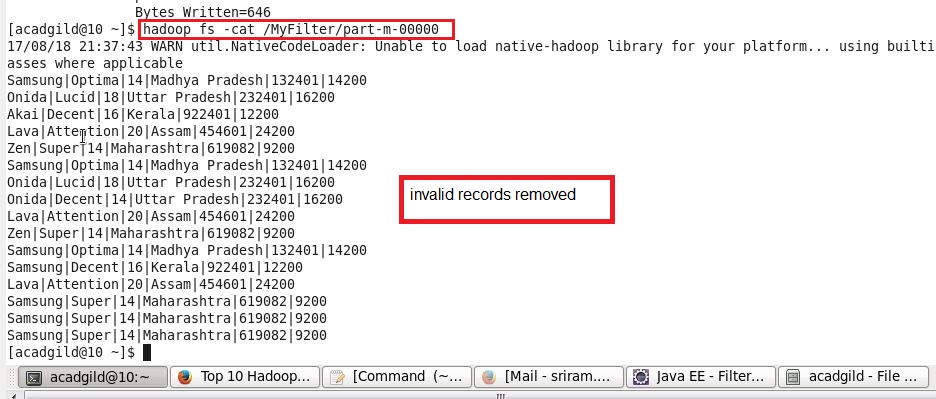 Bytes Written=646
[acadgild@10 ~]$ hadoop fs -cat /MyFilter/part-m-00000
17/08/18 21:37:43 WARN util.NativeCodeLoader: Unable to load native-hadoop library for your platform... using builti
asses where applicable
Samsung|Optima|14|Madhya Pradesh|132401|14200
Onida|Lucid|18|Uttar Pradesh|232401|16200
Akai|Decent|16|Kerala|922401|12200
Lava|Attention|20|Assam|454601|24200
Zen|Super|14|Maharashtra|619082|9200
Samsung|Optima|14|Madhya Pradesh|132401|14200
Onida|Lucid|18|Uttar Pradesh|232401|16200
Onida|Decent|14|Uttar Pradesh|232401|16200
Lava|Attention|20|Assam|454601|24200
Zen|Super|14|Maharashtra|619082|9200
Samsung|Optima|14|Madhya Pradesh|132401|14200
Samsung|Decent|16|Kerala|922401|12200
Lava|Attention|20|Assam|454601|24200
Samsung|Super|14|Maharashtra|619082|9200
Samsung|Super|14|Maharashtra|619082|9200
Samsung|Super|14|Maharashtra|619082|9200
[acadgild@10 ~]$
invalid records removed
acadgild@10:~ Top 10 Hadoop... [Command (~... [Mail - sriram.... Java EE - Filter... acadgild - File ...